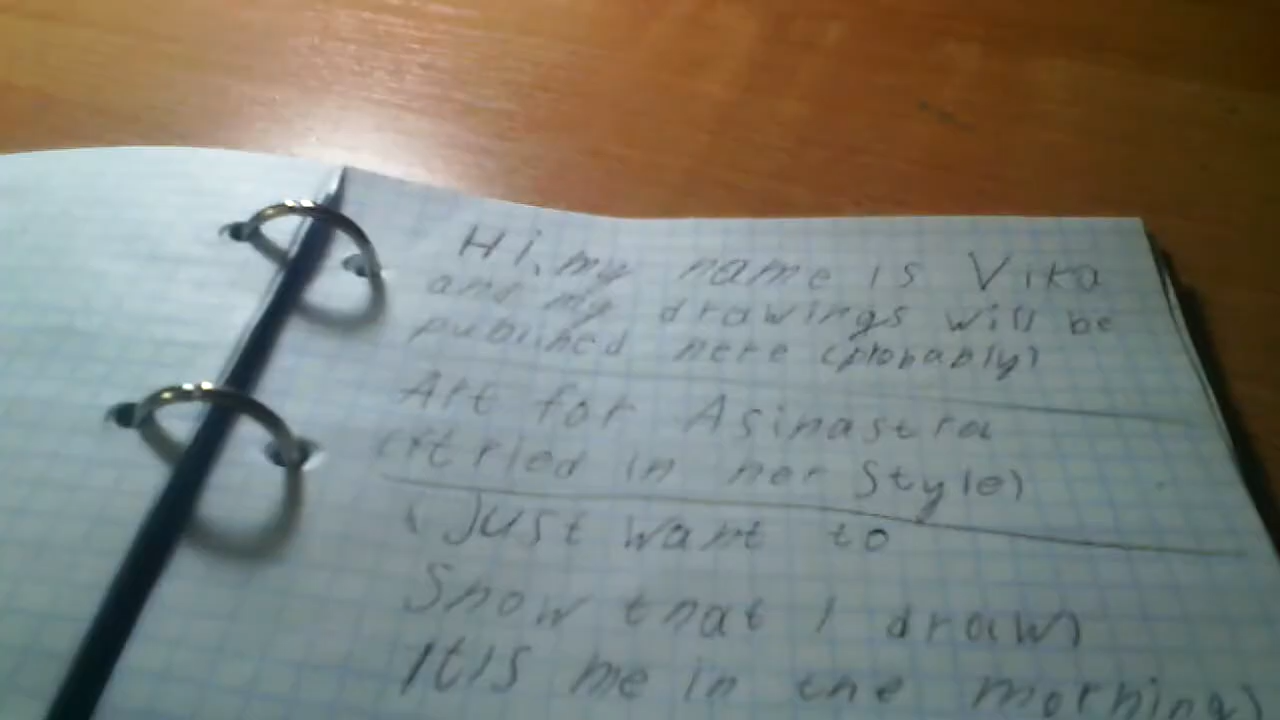 Hi, my name is Vika
and my drawings will be
publihed here (probably)
Art for Asinastra
(tried in her style)
(Just want to
Show that I draw
It is me in the morning)